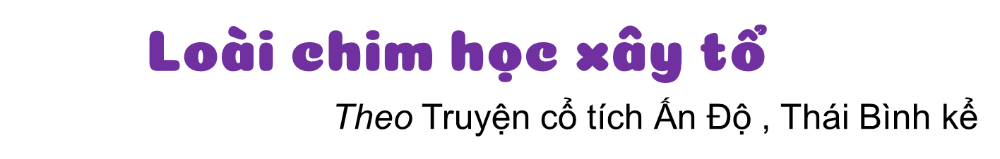 Loài chim học xây tổ
Theo Truyện cổ tích Ấn Độ , Thái Bình kể